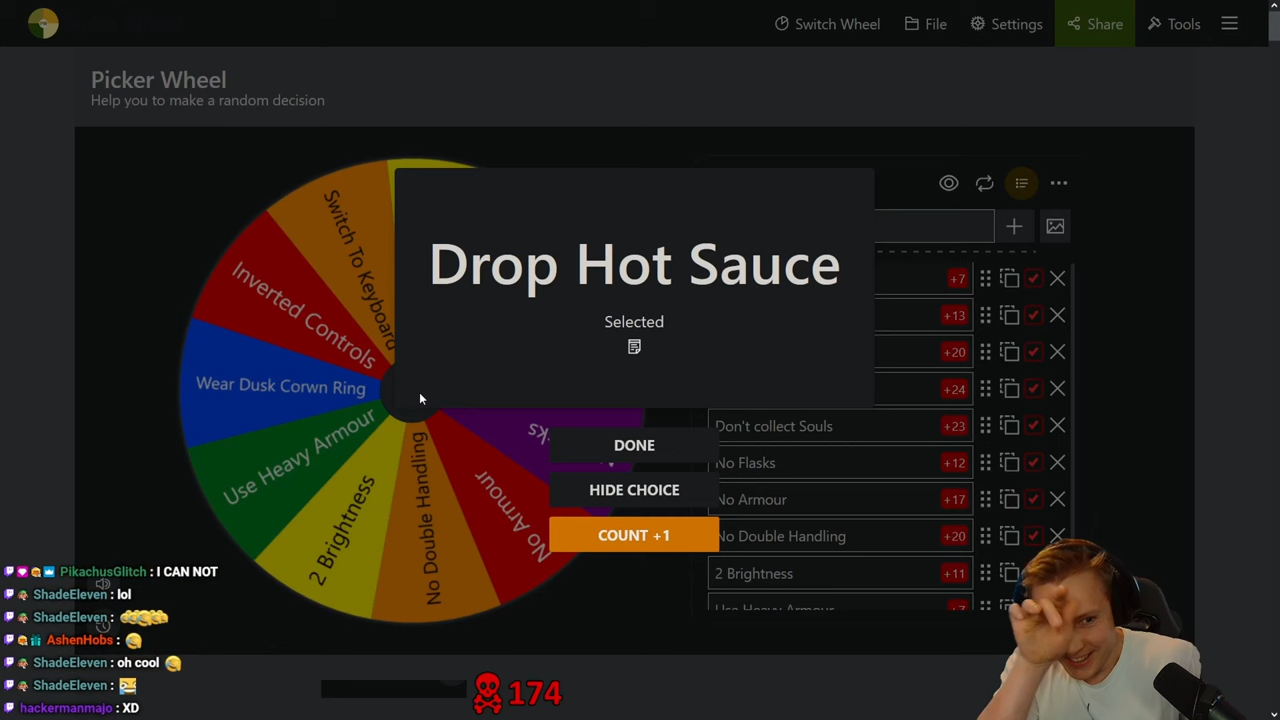 Switch Wheel
File
Settings
Share
Tools
Picker Wheel
Help you to make a random decision
Switch To Keyboard
Inverted Controls
Wear Dusk Corwn Ring
Use Heavy Armour
2 Brightness
No Double Handling
No Armour
Drop Hot Sauce
Selected
DONE
HIDE CHOICE
COUNT +1
+7
+13
+20
+24
Don't collect Souls +23
No Flasks +12
No Armour +17
No Double Handling +20
2 Brightness +11
Use Heavy Armour +7
PikachusGlitch : I CAN NOT
ShadeEleven : lol
ShadeEleven :
AshenHobs :
ShadeEleven : oh cool
ShadeEleven :
hackermanmajo : XD
174